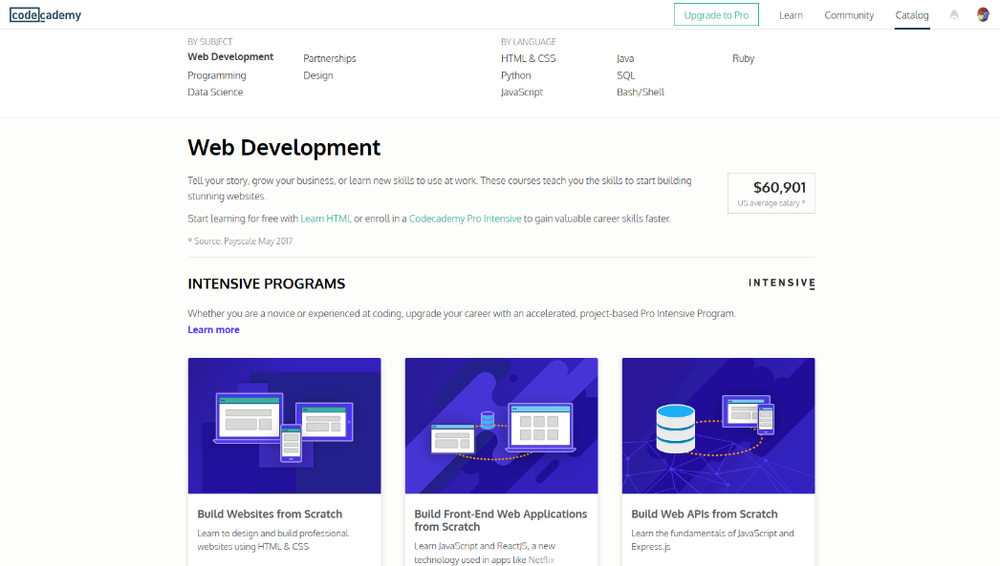 codecademy
Upgrade to Pro
Learn
Community
Catalog
BY SUBJECT
Web Development
Programming
Data Science
Partnerships
Design
BY LANGUAGE
HTML & CSS
Python
JavaScript
Java
SQL
Bash/Shell
Ruby
Web Development
Tell your story, grow your business, or learn new skills to use at work. These courses teach you the skills to start building
stunning websites.
Start learning for free with Learn HTML or enroll in a Codecademy Pro Intensive to gain valuable career skills faster.
* Source: Payscale May 2017
$60,901
US average salary *
INTENSIVE PROGRAMS
INTENSIVE
Whether you are a novice or experienced at coding, upgrade your career with an accelerated, project-based Pro Intensive Program.
Learn more
Build Websites from Scratch
Learn to design and build professional
websites using HTML & CSS
Build Front-End Web Applications
from Scratch
Learn JavaScript and ReactJS, a new
technology used in apps like Netflix
Build Web APIs from Scratch
Learn the fundamentals of JavaScript and
Express.js